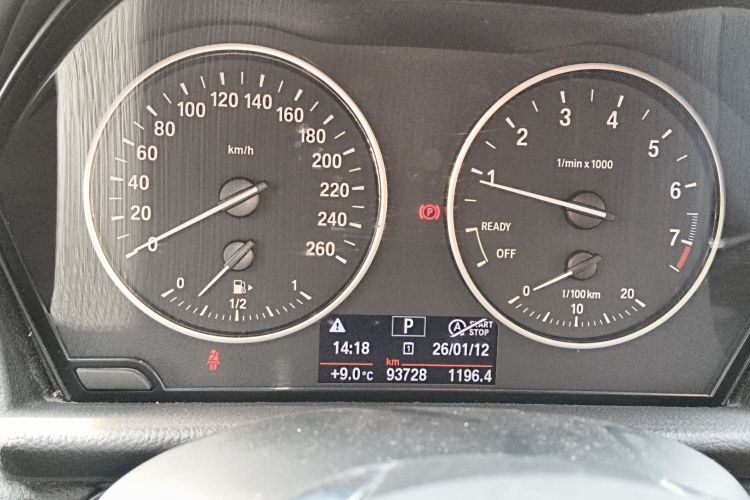 0 20 40 60 80 100 120 140 160 180 200 220 240 260
km/h
0 1/2 1
1 2 3 4 5 6 7
1/min x 1000
READY
OFF
0 10 20
l/100km
P
P A START STOP
14:18 1 26/01/12
km
+9.0°C 93728 1196.4